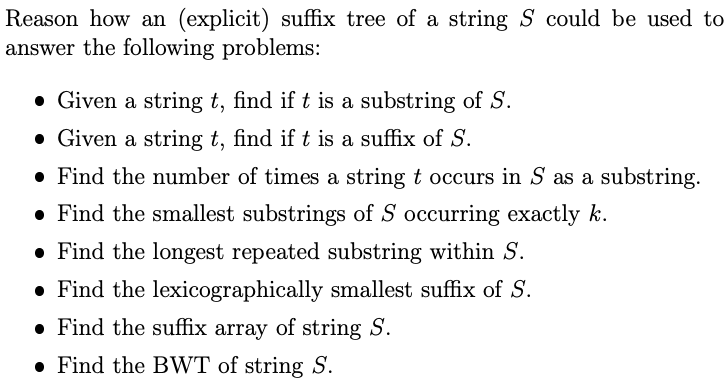 Reason how an (explicit) suffix tree of a string S could be used to
answer the following problems:
• Given a string t, find if t is a substring of S.
• Given a string t, find if t is a suffix of S.
• Find the number of times a string t occurs in S as a substring.
• Find the smallest substrings of S occurring exactly k.
• Find the longest repeated substring within S.
• Find the lexicographically smallest suffix of S.
• Find the suffix array of string S.
• Find the BWT of string S.